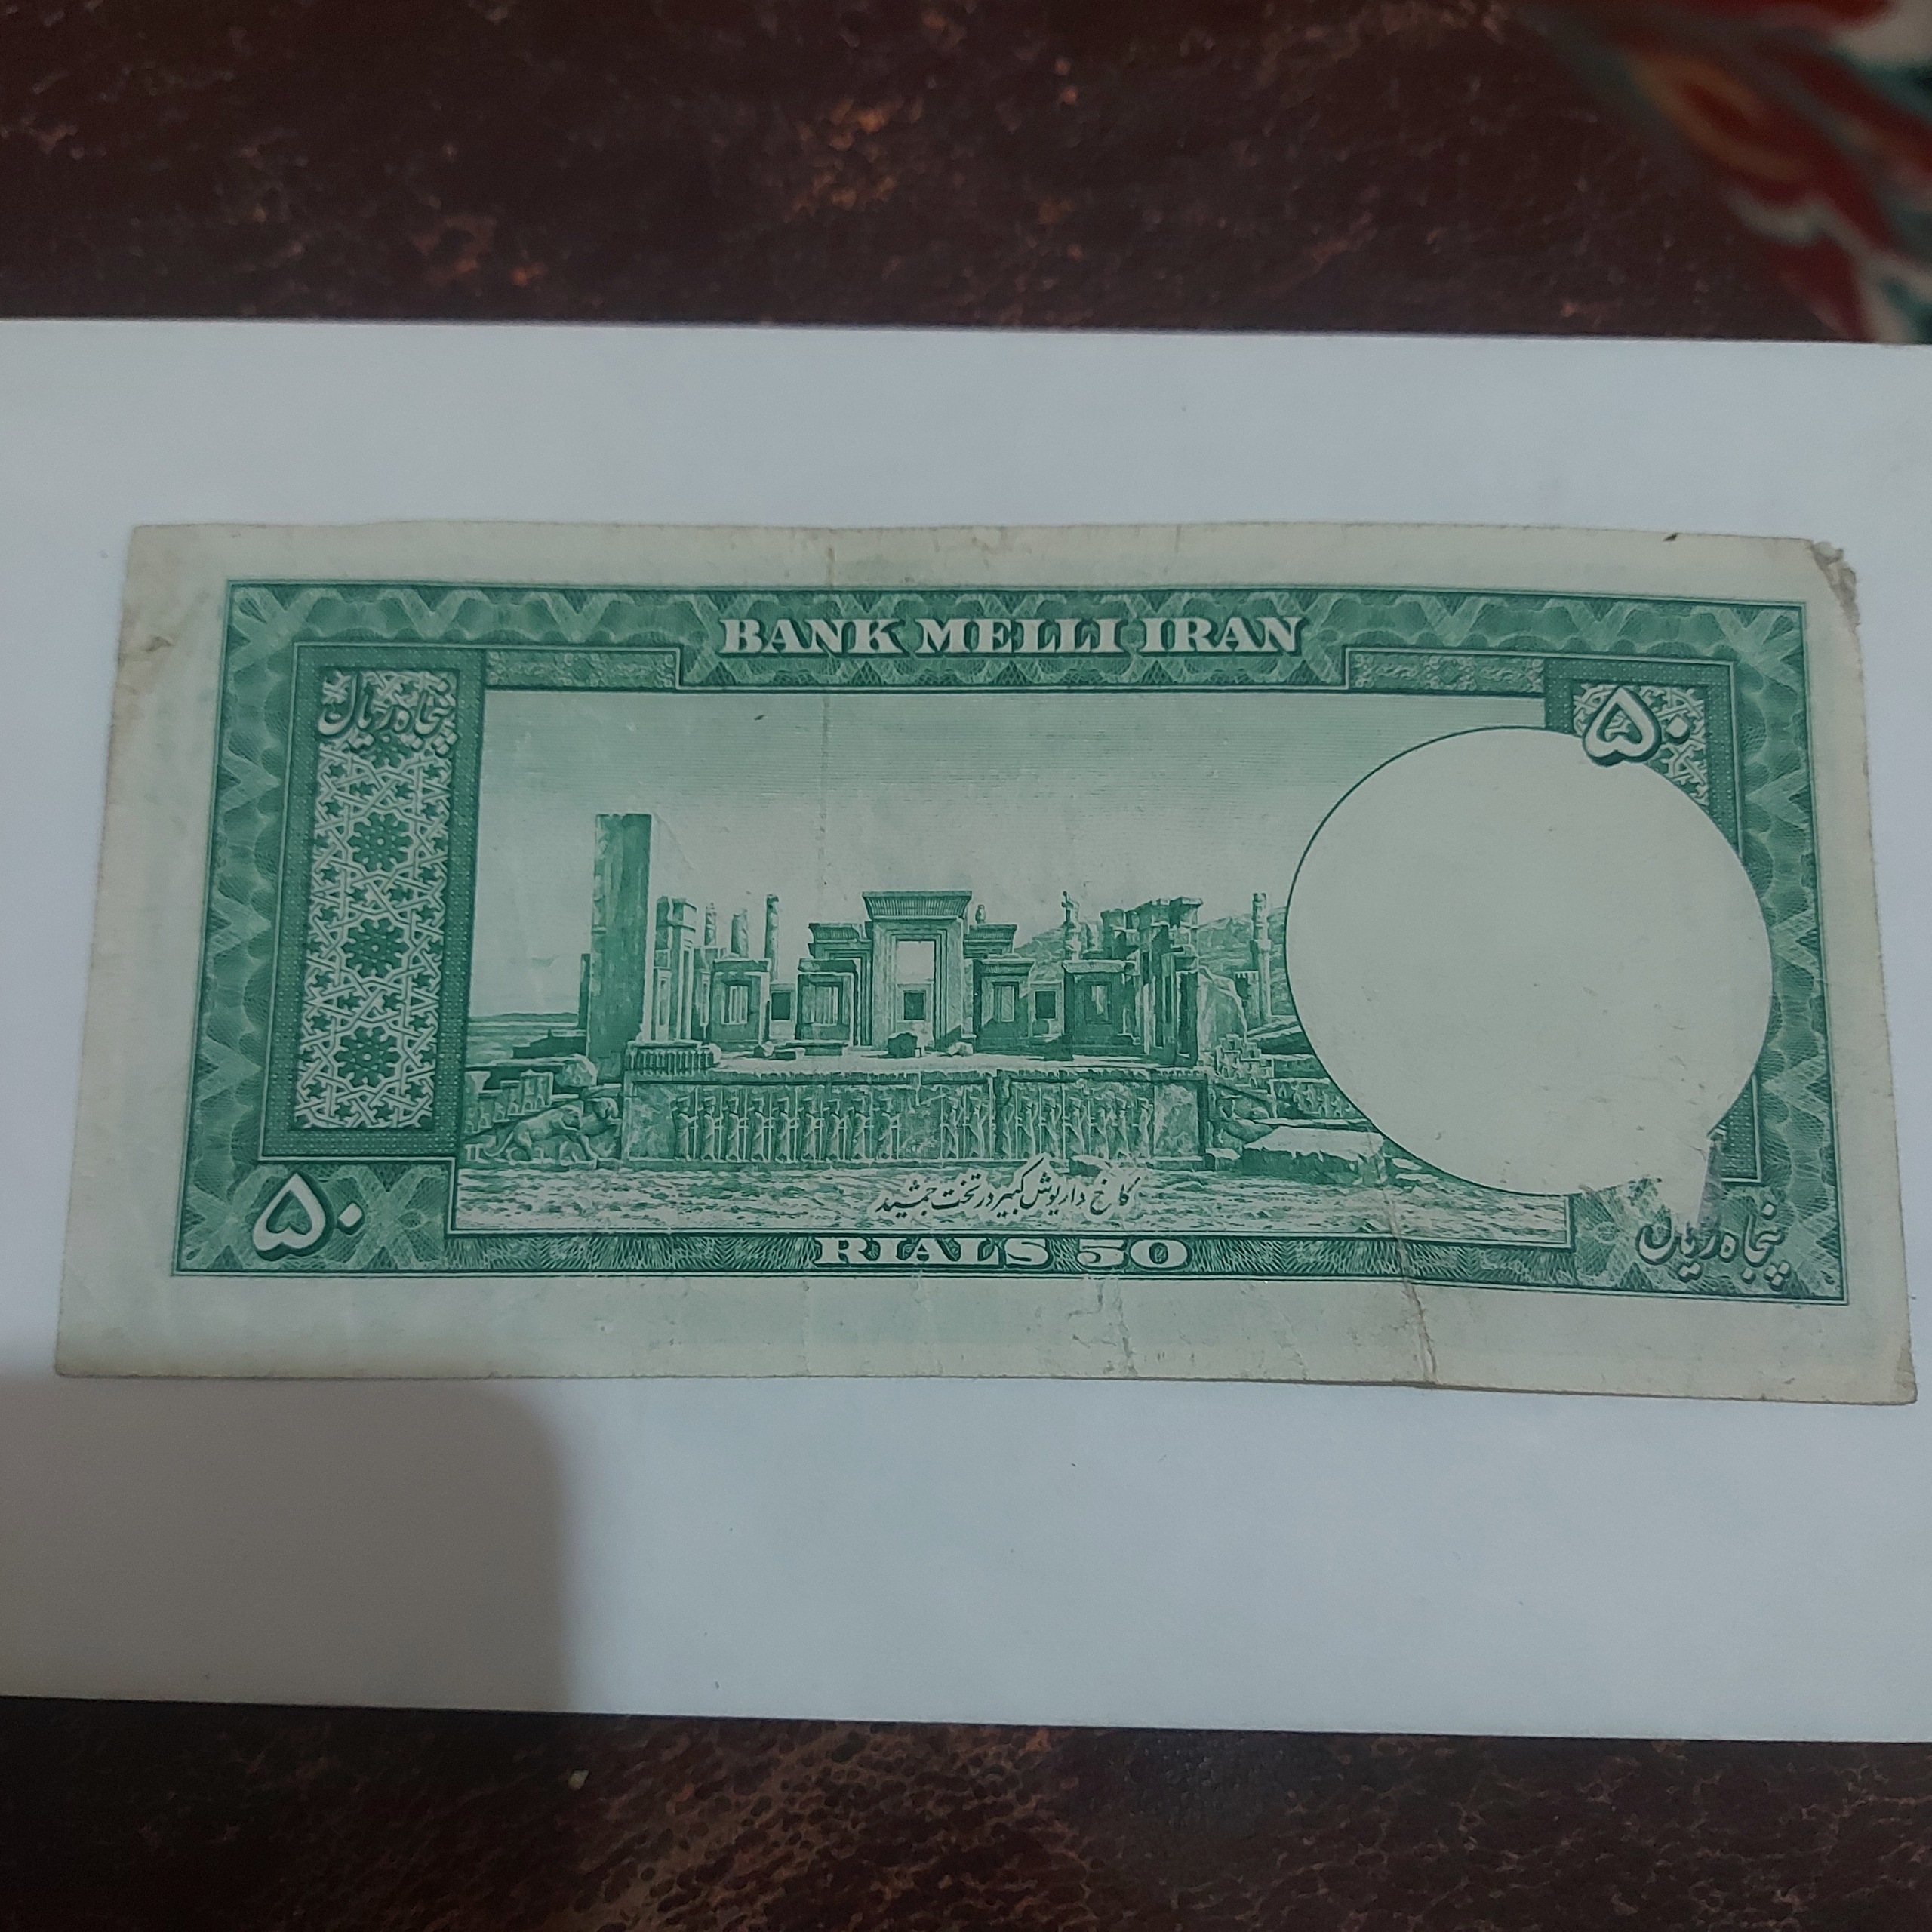 BANK MELLI IRAN
پنجاه ریال
۵۰
کاخ داریوش کبیر در تخت جمشید
۵۰
RIALS 50
پنجاه ریال